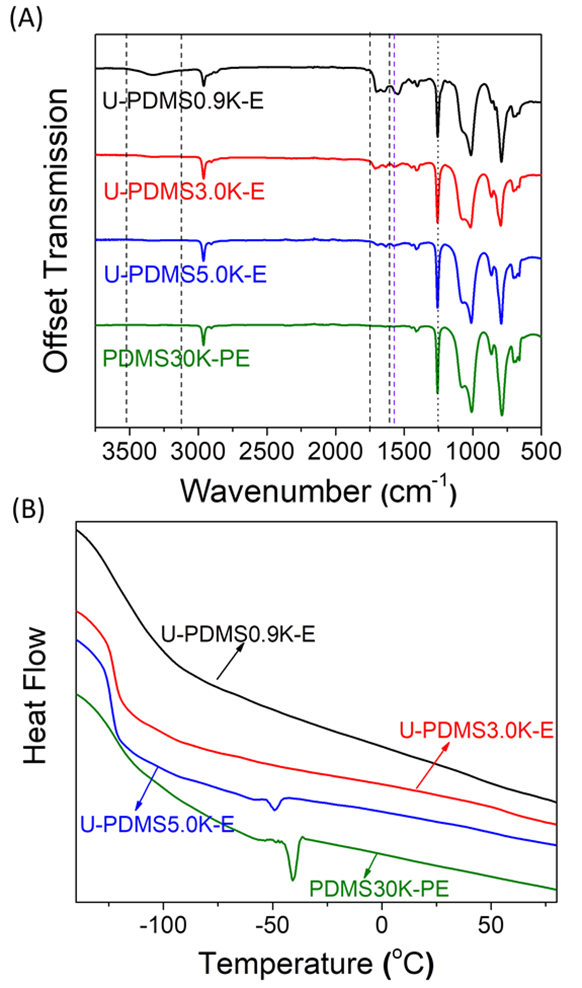 (A)
U-PDMS0.9K-E
U-PDMS3.0K-E
U-PDMS5.0K-E
PDMS30K-PE
Offset Transmission
3500 3000 2500 2000 1500 1000 500
Wavenumber (cm⁻¹)
(B)
U-PDMS0.9K-E
U-PDMS3.0K-E
U-PDMS5.0K-E
PDMS30K-PE
Heat Flow
-100 -50 0 50
Temperature (°C)